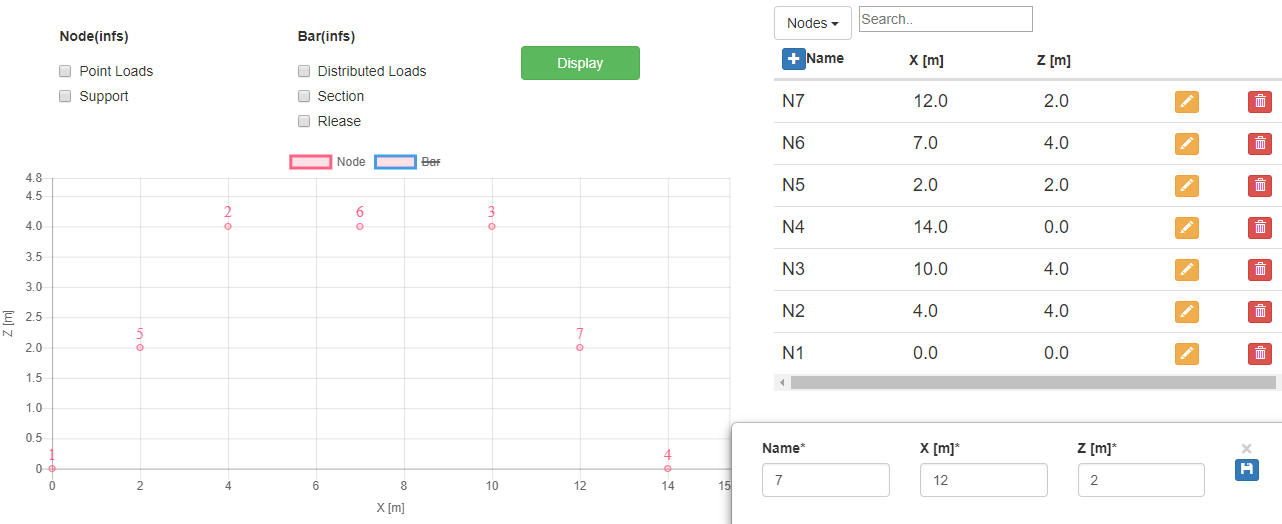 Node(infs)
Point Loads
Support
Bar(infs)
Distributed Loads
Section
Rlease
Display
Node Bar
4.8
4.5
4.0
3.5
3.0
2.5
2.0
1.5
1.0
0.5
0
Z [m]
2 6 3
5 7
1 4
0 2 4 6 8 10 12 14 15
X [m]
Nodes Search..
Name X [m] Z [m]
N7 12.0 2.0
N6 7.0 4.0
N5 2.0 2.0
N4 14.0 0.0
N3 10.0 4.0
N2 4.0 4.0
N1 0.0 0.0
Name* X [m]* Z [m]*
7 12 2